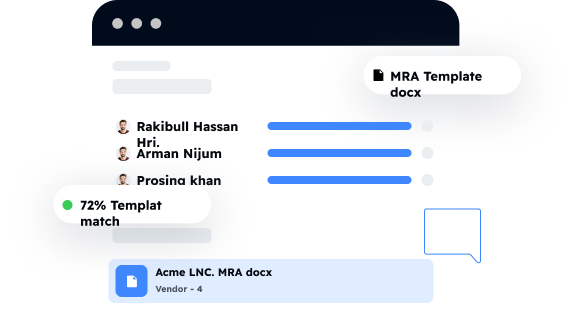 MRA Template
docx
Rakibull Hassan
Hri.
Arman Nijum
Prosing khan
72% Templat
match
Acme LNC. MRA docx
Vendor - 4